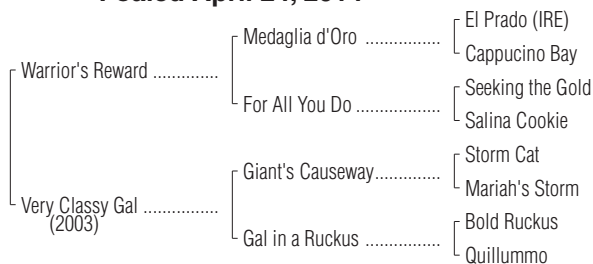 Foaled April 24,
El Prado (IRE)
Medaglia d'Oro ................
Cappucino Bay
Warrior's Reward ..............
Seeking the Gold
For All You Do ..................
Salina Cookie
Storm Cat
Giant's Causeway..............
Mariah's Storm
Very Classy Gal ................
(2003)
Bold Ruckus
Gal in a Ruckus ................
Quillummo